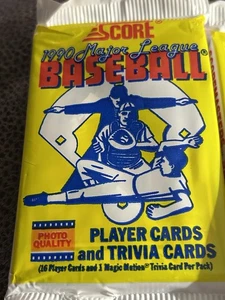 SCORE
1990 Major League®
BASEBALL
PHOTO
QUALITY
PLAYER CARDS
and TRIVIA CARDS
(16 Player Cards and 1 Magic Motion® Trivia Card Per Pack)